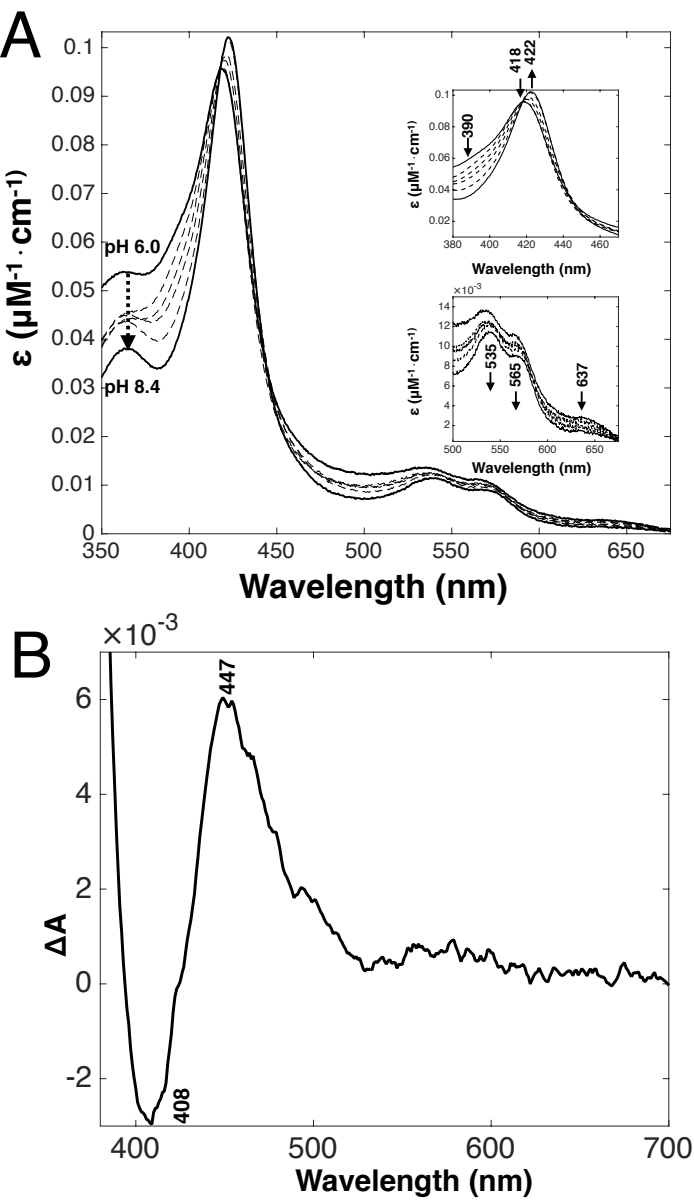 A
ε (μM⁻¹ · cm⁻¹)
0.1
0.09
0.08
0.07
0.06
0.05
0.04
0.03
0.02
0.01
0
pH 6.0
pH 8.4
350 400 450 500 550 600 650
Wavelength (nm)
390
418
422
ε (μM⁻¹ · cm⁻¹)
0.1
0.08
0.06
0.04
0.02
380 400 420 440 460
Wavelength (nm)
×10⁻³
ε (μM⁻¹ · cm⁻¹)
14
12
10
8
6
4
2
535
565
637
500 550 600 650
Wavelength (nm)
B
×10⁻³
ΔA
6
4
2
0
-2
447
408
400 500 600 700
Wavelength (nm)